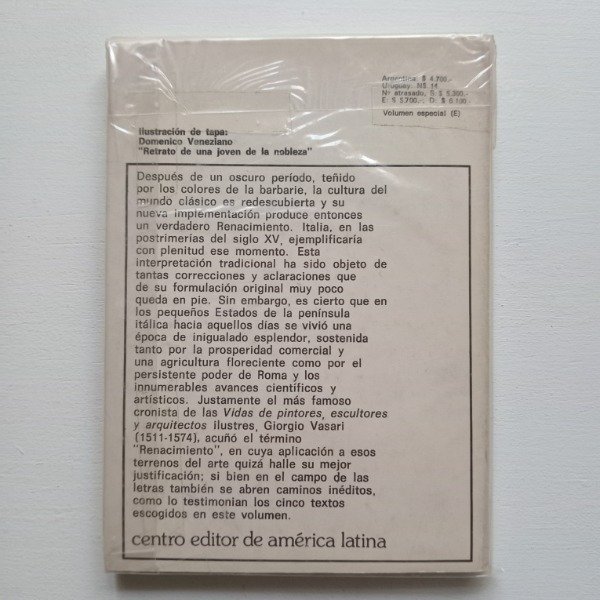 Argentina: $ 4.700.-
Uruguay: N$ 14
Nº atrasado, S: $ 5.300.-
E: $ 5.700.-, D: $ 6.100.-
Volumen especial (E)
Ilustración de tapa:
Domenico Veneziano
"Retrato de una joven de la nobleza"
Después de un oscuro período, teñido
por los colores de la barbarie, la cultura del
mundo clásico es redescubierta y su
nueva implementación produce entonces
un verdadero Renacimiento. Italia, en las
postrimerías del siglo XV, ejemplificaría
con plenitud ese momento. Esta
interpretación tradicional ha sido objeto de
tantas correcciones y aclaraciones que
de su formulación original muy poco
queda en pie. Sin embargo, es cierto que en
los pequeños Estados de la península
itálica hacia aquellos días se vivió una
época de inigualado esplendor, sostenida
tanto por la prosperidad comercial y
una agricultura floreciente como por el
persistente poder de Roma y los
innumerables avances científicos y
artísticos. Justamente el más famoso
cronista de las Vidas de pintores, escultores
y arquitectos ilustres, Giorgio Vasari
(1511-1574), acuñó el término
"Renacimiento", en cuya aplicación a esos
terrenos del arte quizá halle su mejor
justificación; si bien en el campo de las
letras también se abren caminos inéditos,
como lo testimonian los cinco textos
escogidos en este volumen.
centro editor de américa latina